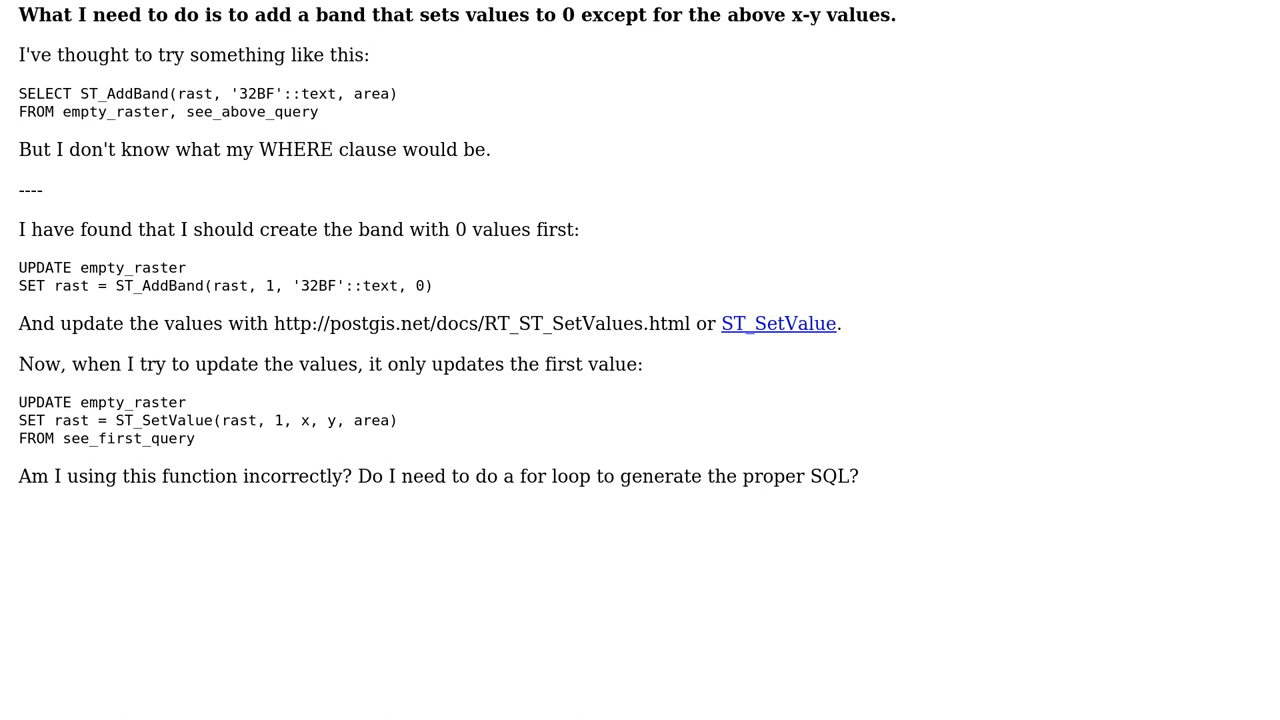 What I need to do is to add a band that sets values to 0 except for the above x-y values.
I've thought to try something like this:
SELECT ST_AddBand(rast, '32BF'::text, area)
FROM empty_raster, see_above_query
But I don't know what my WHERE clause would be.
----
I have found that I should create the band with 0 values first:
UPDATE empty_raster
SET rast = ST_AddBand(rast, 1, '32BF'::text, 0)
And update the values with http://postgis.net/docs/RT_ST_SetValues.html or ST_SetValue.
Now, when I try to update the values, it only updates the first value:
UPDATE empty_raster
SET rast = ST_SetValue(rast, 1, x, y, area)
FROM see_first_query
Am I using this function incorrectly? Do I need to do a for loop to generate the proper SQL?